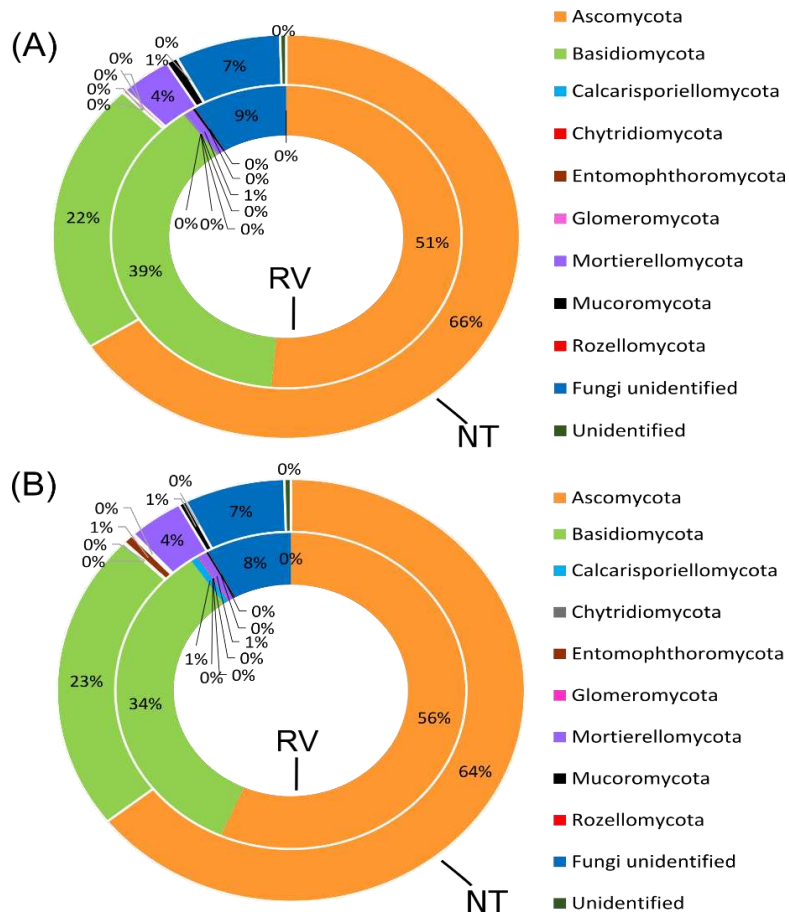 (A)
0%
0%
1%
7%
0%
0%
0%
0%
4%
9%
0%
0%
0%
1%
0%
0%
0%
0%
22%
39%
51%
66%
RV
NT
Ascomycota
Basidiomycota
Calcarisporiellomycota
Chytridiomycota
Entomophthoromycota
Glomeromycota
Mortierellomycota
Mucoromycota
Rozellomycota
Fungi unidentified
Unidentified
(B)
0%
0%
1%
7%
0%
1%
0%
0%
4%
8%
0%
0%
0%
1%
0%
0%
1%
0%
23%
34%
56%
64%
RV
NT
Ascomycota
Basidiomycota
Calcarisporiellomycota
Chytridiomycota
Entomophthoromycota
Glomeromycota
Mortierellomycota
Mucoromycota
Rozellomycota
Fungi unidentified
Unidentified